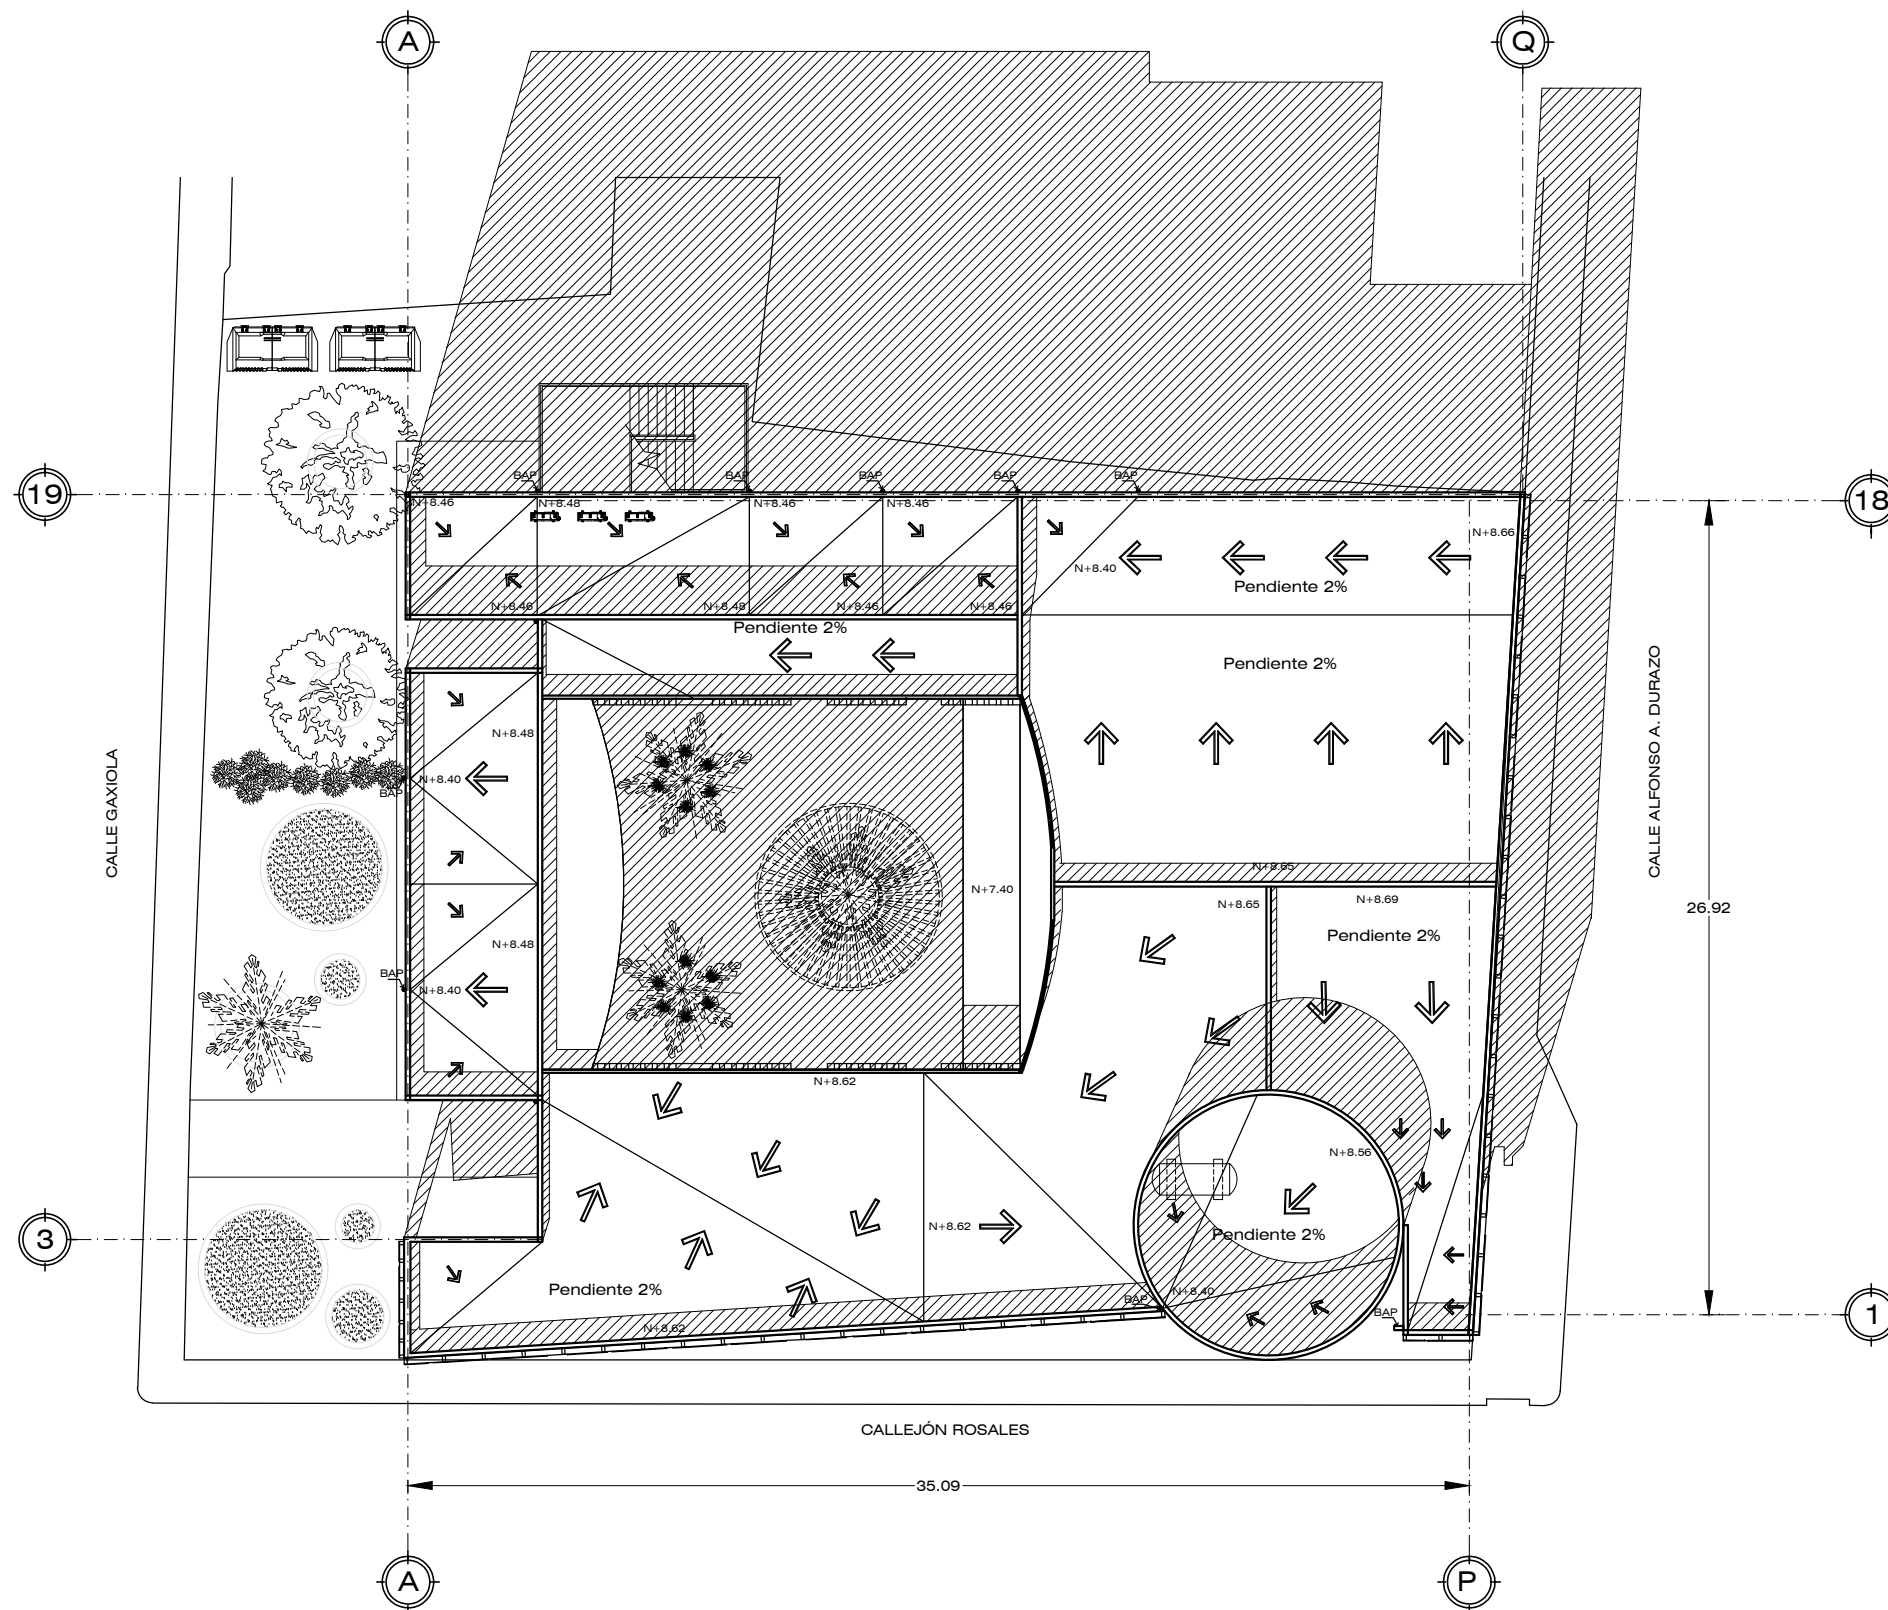 A
Q
BAP
BAP
BAP
BAP
BAP
19
18
N+8.46
N+8.48
N+8.46
N+8.46
N+8.66
N+8.40
Pendiente 2%
N+8.46
N+8.48
N+8.46
N+8.46
Pendiente 2%
Pendiente 2%
CALLE GAXIOLA
CALLE ALFONSO A. DURAZO
N+8.48
N+8.40
BAP
N+8.65
N+7.40
N+8.65
N+8.69
26.92
Pendiente 2%
N+8.48
BAP
N+8.40
N+8.62
N+8.56
N+8.62
Pendiente 2%
3
Pendiente 2%
N+8.40
BAP
BAP
1
N+8.62
CALLEJÓN ROSALES
35.09
A
P